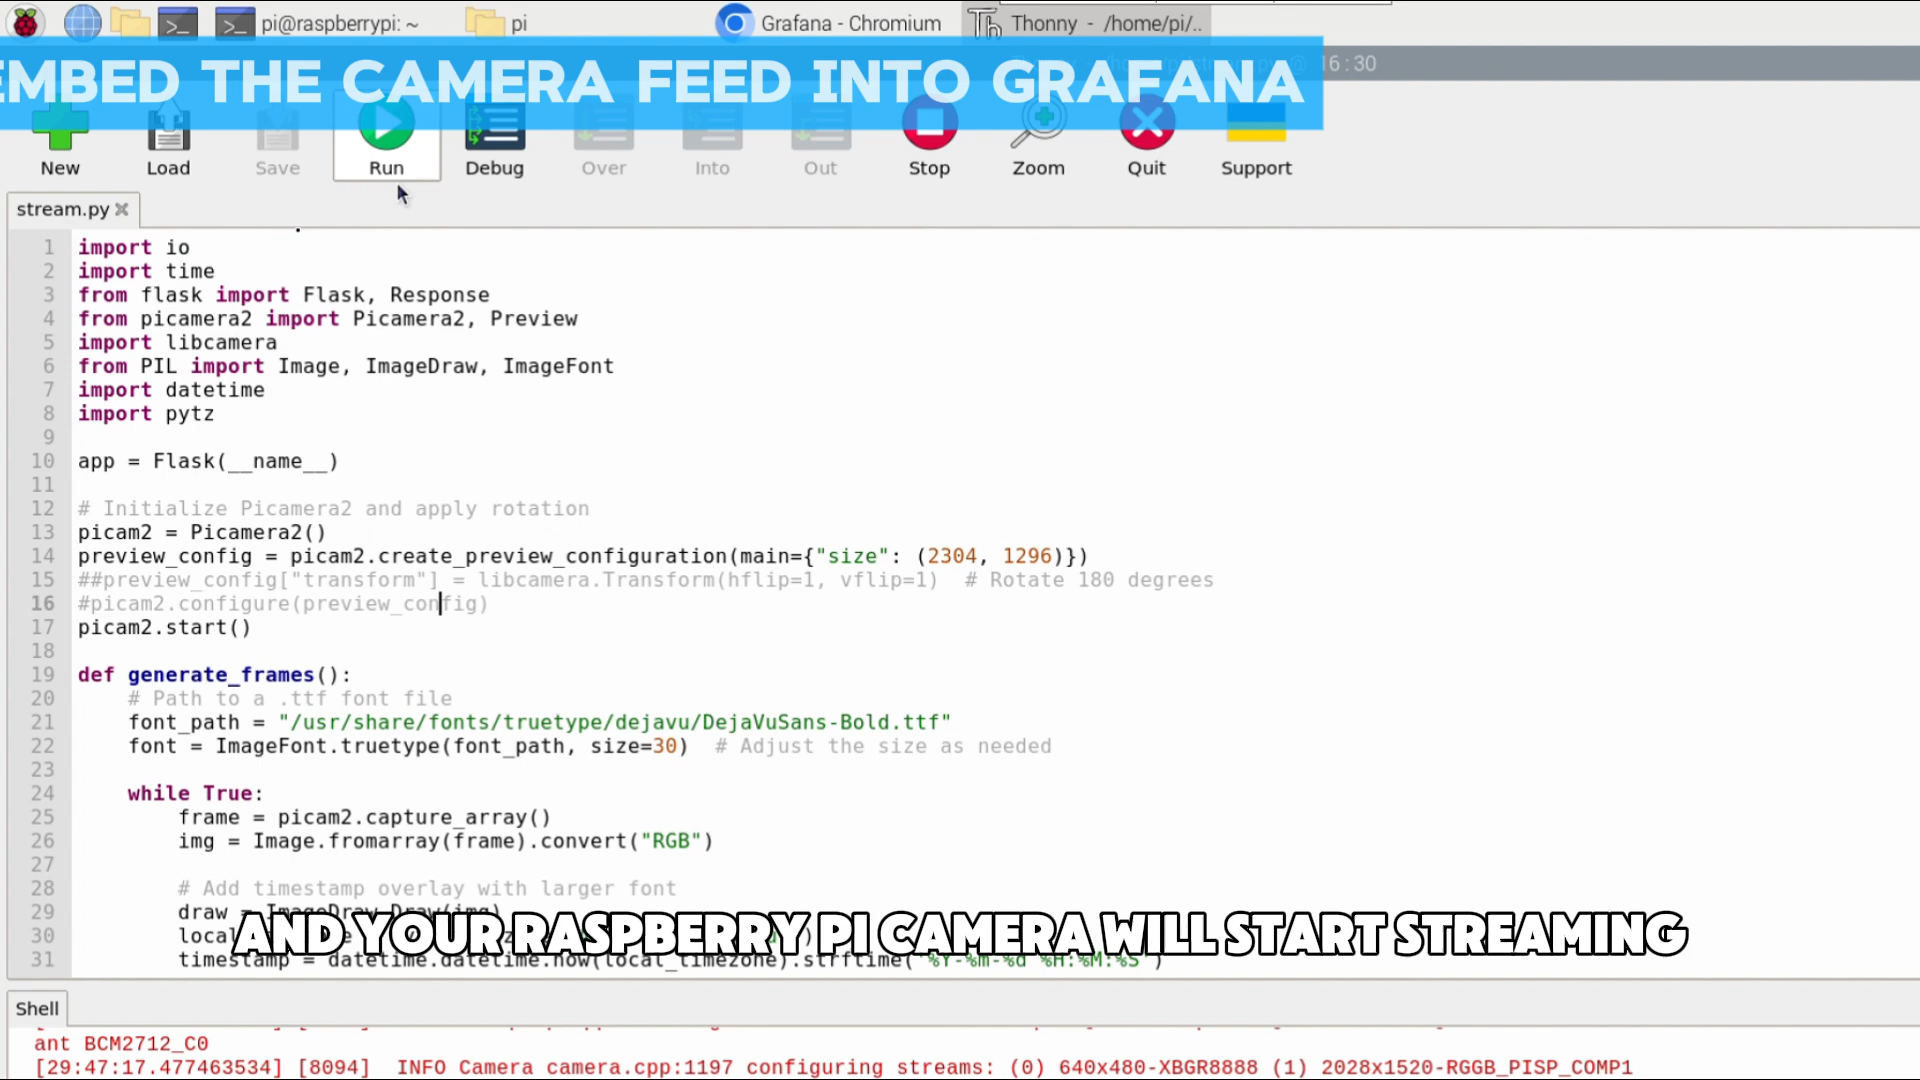 pi@raspberrypi: ~
pi
Grafana - Chromium
Thonny - /home/pi/..
16:30
EMBED THE CAMERA FEED INTO GRAFANA
New
Load
Save
Run
Debug
Over
Into
Out
Stop
Zoom
Quit
Support
stream.py
1 import io
2 import time
3 from flask import Flask, Response
4 from picamera2 import Picamera2, Preview
5 import libcamera
6 from PIL import Image, ImageDraw, ImageFont
7 import datetime
8 import pytz
9
10 app = Flask(__name__)
11
12 # Initialize Picamera2 and apply rotation
13 picam2 = Picamera2()
14 preview_config = picam2.create_preview_configuration(main={"size": (2304, 1296)})
15 ##preview_config["transform"] = libcamera.Transform(hflip=1, vflip=1)  # Rotate 180 degrees
16 #picam2.configure(preview_config)
17 picam2.start()
18
19 def generate_frames():
20     # Path to a .ttf font file
21     font_path = "/usr/share/fonts/truetype/dejavu/DejaVuSans-Bold.ttf"
22     font = ImageFont.truetype(font_path, size=30)  # Adjust the size as needed
23
24     while True:
25         frame = picam2.capture_array()
26         img = Image.fromarray(frame).convert("RGB")
27
28         # Add timestamp overlay with larger font
29         draw = ImageDraw.Draw(img)
30         local
31         timestamp = datetime.datetime.now(local_timezone).strftime("%Y-%m-%d %H:%M:%S")
AND YOUR RASPBERRY PI CAMERA WILL START STREAMING
Shell
ant BCM2712_C0
[29:47:17.477463534] [8094]  INFO Camera camera.cpp:1197 configuring streams: (0) 640x480-XBGR8888 (1) 2028x1520-RGGB_PISP_COMP1